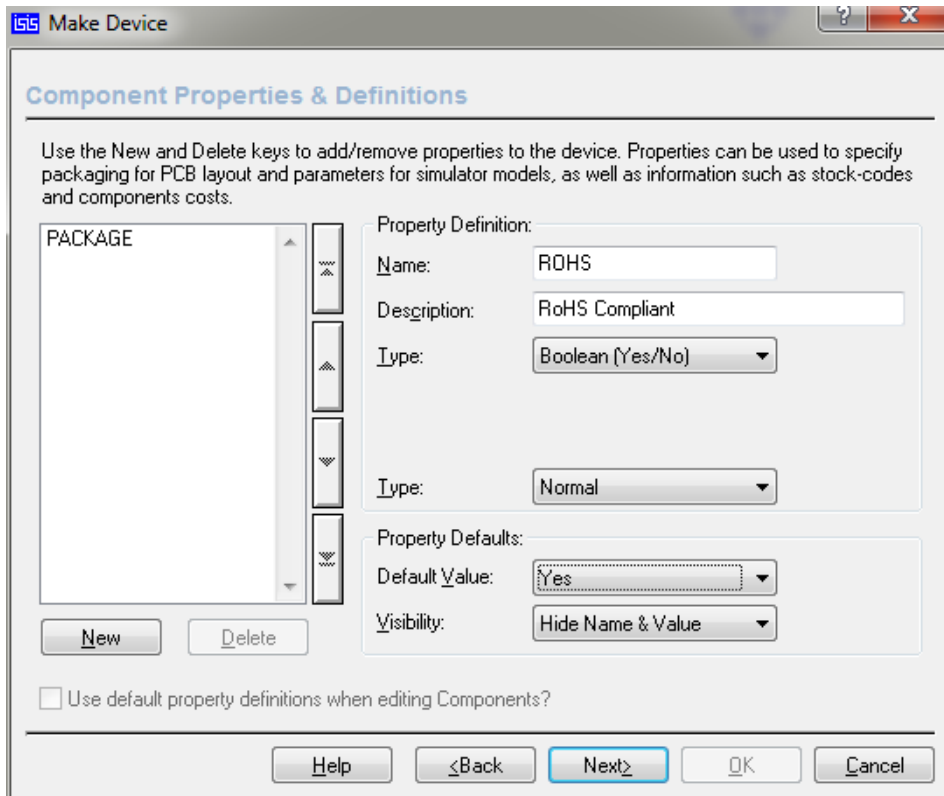 isis Make Device
?
X
Component Properties & Definitions
Use the New and Delete keys to add/remove properties to the device. Properties can be used to specify
packaging for PCB layout and parameters for simulator models, as well as information such as stock-codes
and components costs.
PACKAGE
Property Definition:
Name: ROHS
Description: RoHS Compliant
Type: Boolean (Yes/No)
Type: Normal
Property Defaults:
Default Value: Yes
Visibility: Hide Name & Value
New Delete
Use default property definitions when editing Components?
Help <Back Next> OK Cancel